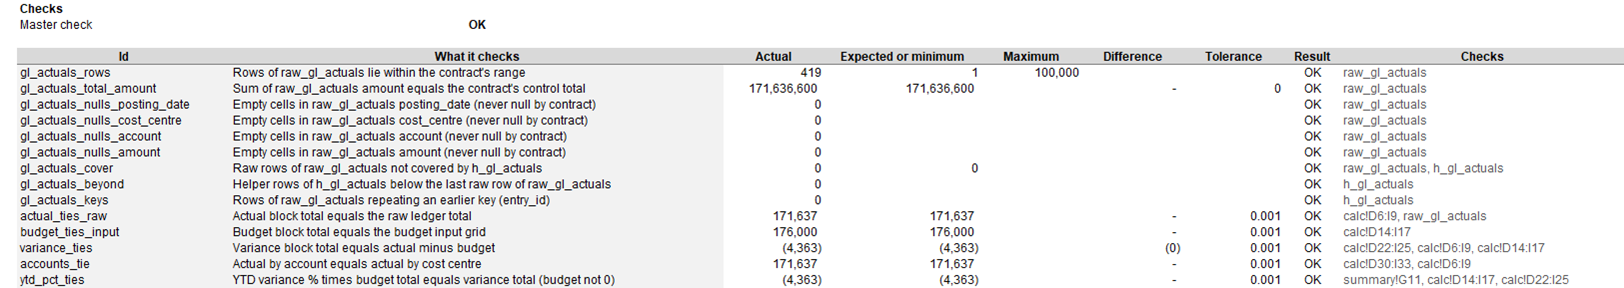 Checks
Master check OK
Id What it checks Actual Expected or minimum Maximum Difference Tolerance Result Checks
gl_actuals_rows Rows of raw_gl_actuals lie within the contract's range 419 1 100,000 OK raw_gl_actuals
gl_actuals_total_amount Sum of raw_gl_actuals amount equals the contract's control total 171,636,600 171,636,600 - 0 OK raw_gl_actuals
gl_actuals_nulls_posting_date Empty cells in raw_gl_actuals posting_date (never null by contract) 0 OK raw_gl_actuals
gl_actuals_nulls_cost_centre Empty cells in raw_gl_actuals cost_centre (never null by contract) 0 OK raw_gl_actuals
gl_actuals_nulls_account Empty cells in raw_gl_actuals account (never null by contract) 0 OK raw_gl_actuals
gl_actuals_nulls_amount Empty cells in raw_gl_actuals amount (never null by contract) 0 OK raw_gl_actuals
gl_actuals_cover Raw rows of raw_gl_actuals not covered by h_gl_actuals 0 0 OK raw_gl_actuals, h_gl_actuals
gl_actuals_beyond Helper rows of h_gl_actuals below the last raw row of raw_gl_actuals 0 OK h_gl_actuals
gl_actuals_keys Rows of raw_gl_actuals repeating an earlier key (entry_id) 0 OK h_gl_actuals
actual_ties_raw Actual block total equals the raw ledger total 171,637 171,637 - 0.001 OK calc!D6:I9, raw_gl_actuals
budget_ties_input Budget block total equals the budget input grid 176,000 176,000 - 0.001 OK calc!D14:I17
variance_ties Variance block total equals actual minus budget (4,363) (4,363) (0) 0.001 OK calc!D22:I25, calc!D6:I9, calc!D14:I17
accounts_tie Actual by account equals actual by cost centre 171,637 171,637 - 0.001 OK calc!D30:I33, calc!D6:I9
ytd_pct_ties YTD variance % times budget total equals variance total (budget not 0) (4,363) (4,363) - 0.001 OK summary!G11, calc!D14:I17, calc!D22:I25